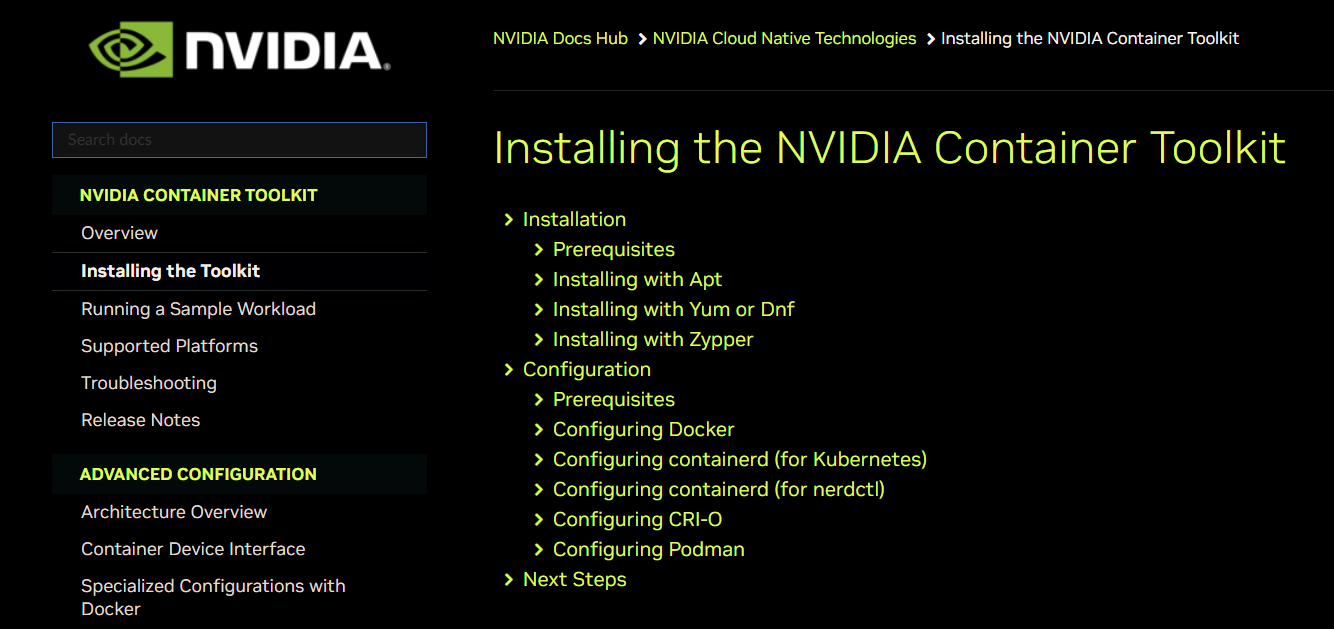 NVIDIA.
Search docs
NVIDIA CONTAINER TOOLKIT
Overview
Installing the Toolkit
Running a Sample Workload
Supported Platforms
Troubleshooting
Release Notes
ADVANCED CONFIGURATION
Architecture Overview
Container Device Interface
Specialized Configurations with
Docker
NVIDIA Docs Hub > NVIDIA Cloud Native Technologies > Installing the NVIDIA Container Toolkit
Installing the NVIDIA Container Toolkit
> Installation
> Prerequisites
> Installing with Apt
> Installing with Yum or Dnf
> Installing with Zypper
> Configuration
> Prerequisites
> Configuring Docker
> Configuring containerd (for Kubernetes)
> Configuring containerd (for nerdctl)
> Configuring CRI-O
> Configuring Podman
> Next Steps